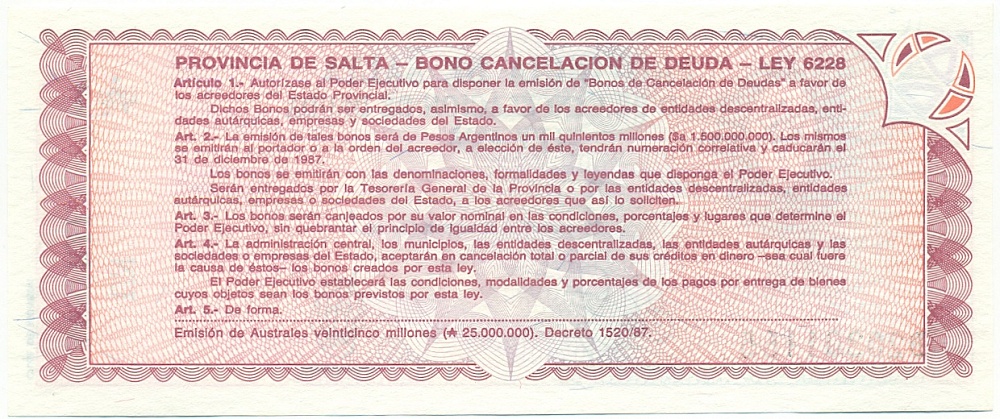 PROVINCIA DE SALTA – BONO CANCELACION DE DEUDA – LEY 6228
Artículo 1.- Autorízase al Poder Ejecutivo para disponer la emisión de "Bonos de Cancelación de Deudas" a favor de
los acreedores del Estado Provincial.
Dichos Bonos podrán ser entregados, asimismo, a favor de los acreedores de entidades descentralizadas, enti-
dades autárquicas, empresas y sociedades del Estado.
Art. 2.- La emisión de tales bonos será de Pesos Argentinos un mil quinientos millones ($a 1.500.000.000). Los mismos
se emitirán al portador o a la orden del acreedor, a elección de éste, tendrán numeración correlativa y caducarán el
31 de diciembre de 1987.
Los bonos se emitirán con las denominaciones, formalidades y leyendas que disponga el Poder Ejecutivo.
Serán entregados por la Tesorería General de la Provincia o por las entidades descentralizadas, entidades
autárquicas, empresas o sociedades del Estado, a los acreedores que así lo soliciten.
Art. 3.- Los bonos serán canjeados por su valor nominal en las condiciones, porcentajes y lugares que determine el
Poder Ejecutivo, sin quebrantar el principio de igualdad entre los acreedores.
Art. 4.- La administración central, los municipios, las entidades descentralizadas, las entidades autárquicas y las
sociedades o empresas del Estado, aceptarán en cancelación total o parcial de sus créditos en dinero –sea cual fuere
la causa de éstos– los bonos creados por esta ley.
El Poder Ejecutivo establecerá las condiciones, modalidades y porcentajes de los pagos por entrega de bienes
cuyos objetos sean los bonos previstos por esta ley.
Art. 5.- De forma.
Emisión de Australes veinticinco millones (₳ 25.000.000). Decreto 1520/87.